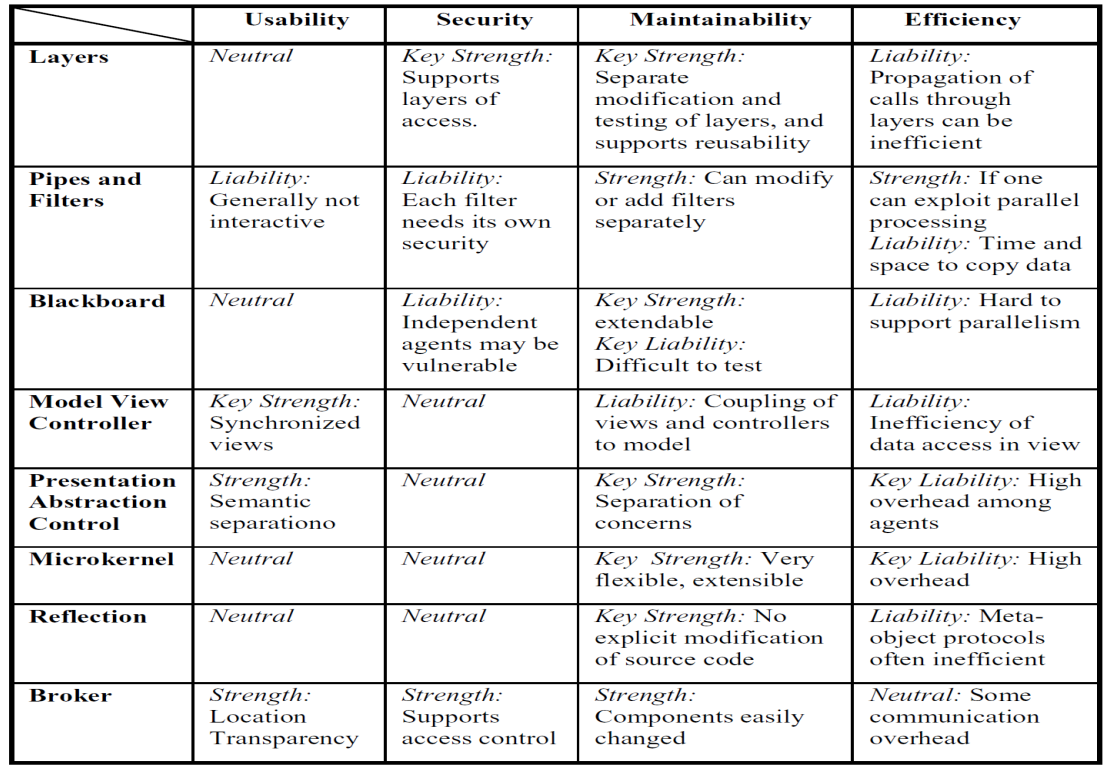 Usability Security Maintainability Efficiency
Layers
Neutral
Key Strength:
Supports
layers of
access.
Key Strength:
Separate
modification and
testing of layers, and
supports reusability
Liability:
Propagation of
calls through
layers can be
inefficient
Pipes and
Filters
Liability:
Generally not
interactive
Liability:
Each filter
needs its own
security
Strength: Can modify
or add filters
separately
Strength: If one
can exploit parallel
processing
Liability: Time and
space to copy data
Blackboard
Neutral
Liability:
Independent
agents may be
vulnerable
Key Strength:
extendable
Key Liability:
Difficult to test
Liability: Hard to
support parallelism
Model View
Controller
Key Strength:
Synchronized
views
Neutral
Liability: Coupling of
views and controllers
to model
Liability:
Inefficiency of
data access in view
Presentation
Abstraction
Control
Strength:
Semantic
separationo
Neutral
Key Strength:
Separation of
concerns
Key Liability: High
overhead among
agents
Microkernel
Neutral
Neutral
Key Strength: Very
flexible, extensible
Key Liability: High
overhead
Reflection
Neutral
Neutral
Key Strength: No
explicit modification
of source code
Liability: Meta-
object protocols
often inefficient
Broker
Strength:
Location
Transparency
Strength:
Supports
access control
Strength:
Components easily
changed
Neutral: Some
communication
overhead